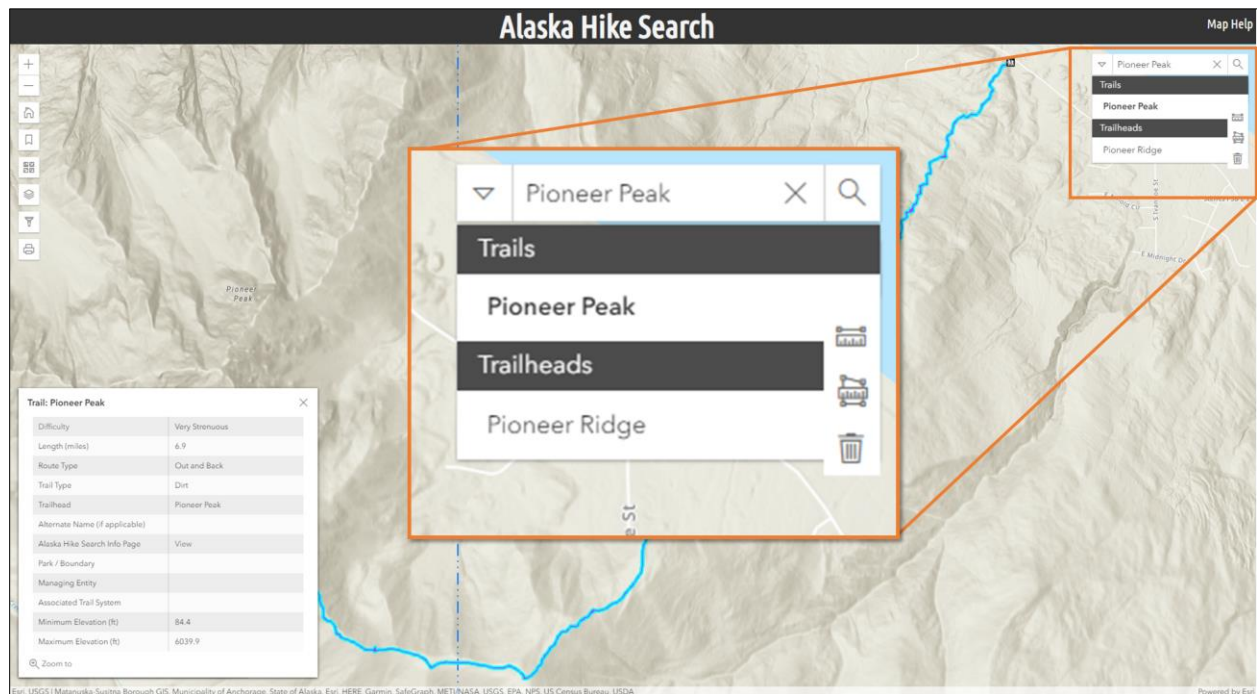 Alaska Hike Search
Map Help
Pioneer Peak
Trails
Pioneer Peak
Trailheads
Pioneer Ridge
E Midnight Dr
Pioneer Peak
Trails
Pioneer Peak
Trailheads
Pioneer Ridge
e St
Pioneer
Peak
Trail: Pioneer Peak
Difficulty Very Strenuous
Length (miles) 6.9
Route Type Out and Back
Trail Type Dirt
Trailhead Pioneer Peak
Alternate Name (if applicable)
Alaska Hike Search Info Page View
Park / Boundary
Managing Entity
Associated Trail System
Minimum Elevation (ft) 84.4
Maximum Elevation (ft) 6039.9
Zoom to
Esri, USGS | Matanuska-Susitna Borough GIS, Municipality of Anchorage, State of Alaska, Esri, HERE, Garmin, SafeGraph, METI/NASA, USGS, EPA, NPS, US Census Bureau, USDA
Powered by Esri